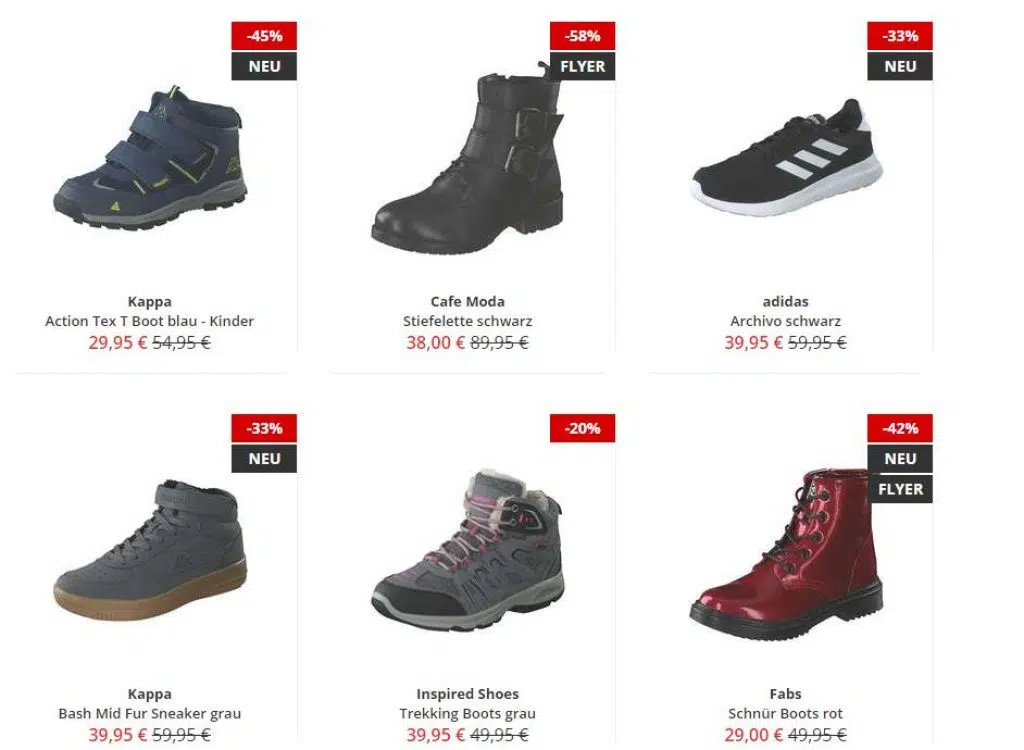 -45%
NEU
-58%
FLYER
-33%
NEU
Kappa
Action Tex T Boot blau - Kinder
29,95 € 54,95 €
Cafe Moda
Stiefelette schwarz
38,00 € 89,95 €
adidas
Archivo schwarz
39,95 € 59,95 €
-33%
NEU
-20%
-42%
NEU
FLYER
Kappa
Bash Mid Fur Sneaker grau
39,95 € 59,95 €
Inspired Shoes
Trekking Boots grau
39,95 € 49,95 €
Fabs
Schnür Boots rot
29,00 € 49,95 €